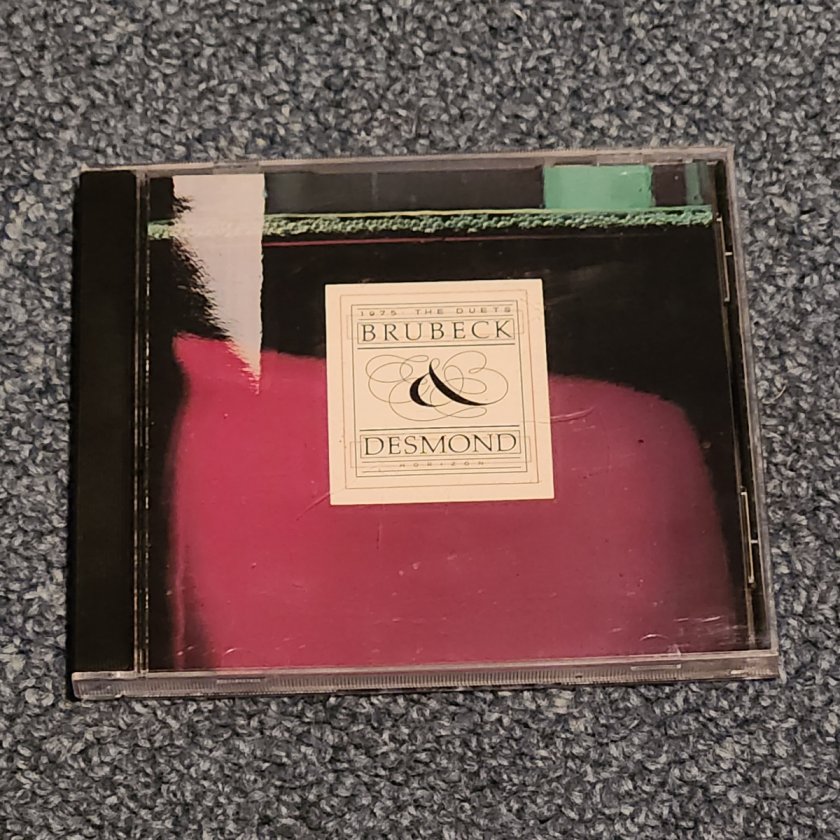 1975: THE DUETS
BRUBECK
&
DESMOND
HORIZON